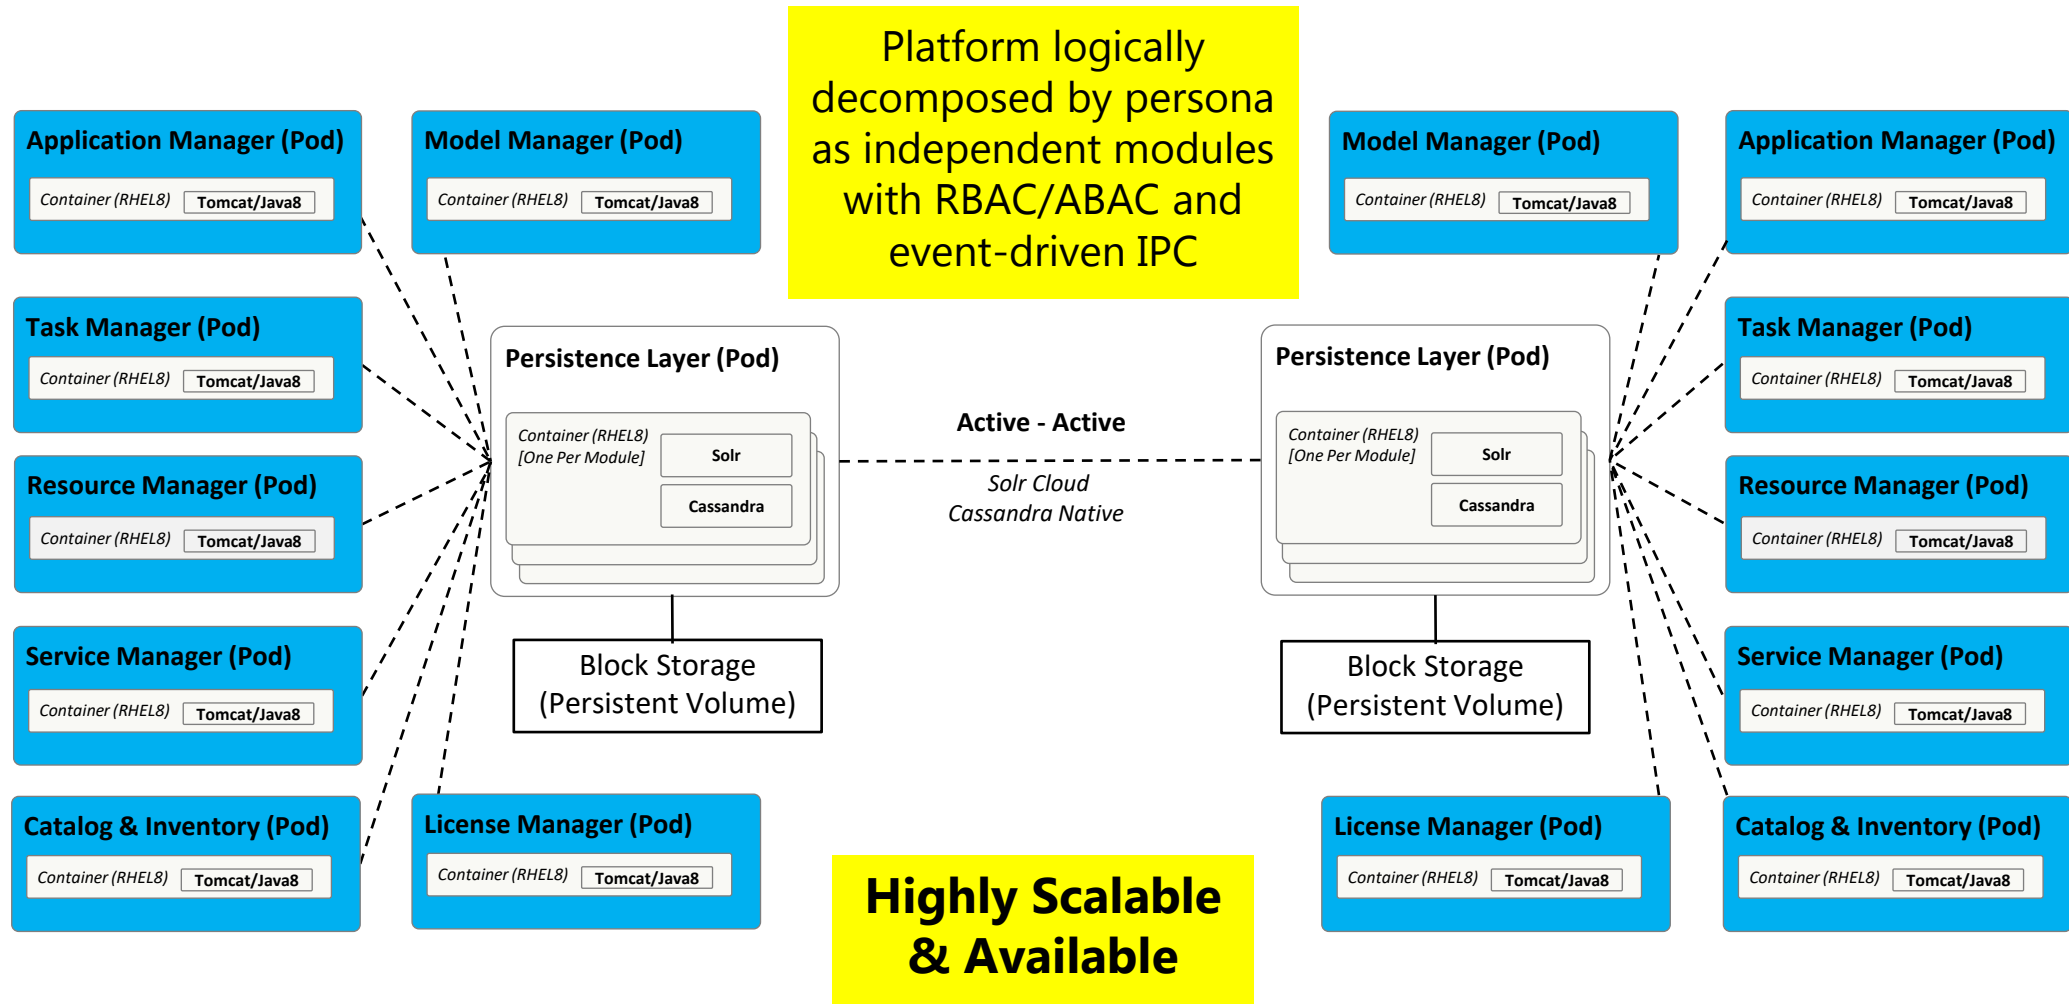 Platform logically
decomposed by persona
as independent modules
with RBAC/ABAC and
event-driven IPC
Application Manager (Pod)
Container (RHEL8) Tomcat/Java8
Model Manager (Pod)
Container (RHEL8) Tomcat/Java8
Task Manager (Pod)
Container (RHEL8) Tomcat/Java8
Resource Manager (Pod)
Container (RHEL8) Tomcat/Java8
Service Manager (Pod)
Container (RHEL8) Tomcat/Java8
Catalog & Inventory (Pod)
Container (RHEL8) Tomcat/Java8
License Manager (Pod)
Container (RHEL8) Tomcat/Java8
Persistence Layer (Pod)
Container (RHEL8)
[One Per Module]
Solr
Cassandra
Block Storage
(Persistent Volume)
Active - Active
Solr Cloud
Cassandra Native
Persistence Layer (Pod)
Container (RHEL8)
[One Per Module]
Solr
Cassandra
Block Storage
(Persistent Volume)
Model Manager (Pod)
Container (RHEL8) Tomcat/Java8
Application Manager (Pod)
Container (RHEL8) Tomcat/Java8
Task Manager (Pod)
Container (RHEL8) Tomcat/Java8
Resource Manager (Pod)
Container (RHEL8) Tomcat/Java8
Service Manager (Pod)
Container (RHEL8) Tomcat/Java8
License Manager (Pod)
Container (RHEL8) Tomcat/Java8
Catalog & Inventory (Pod)
Container (RHEL8) Tomcat/Java8
Highly Scalable
& Available